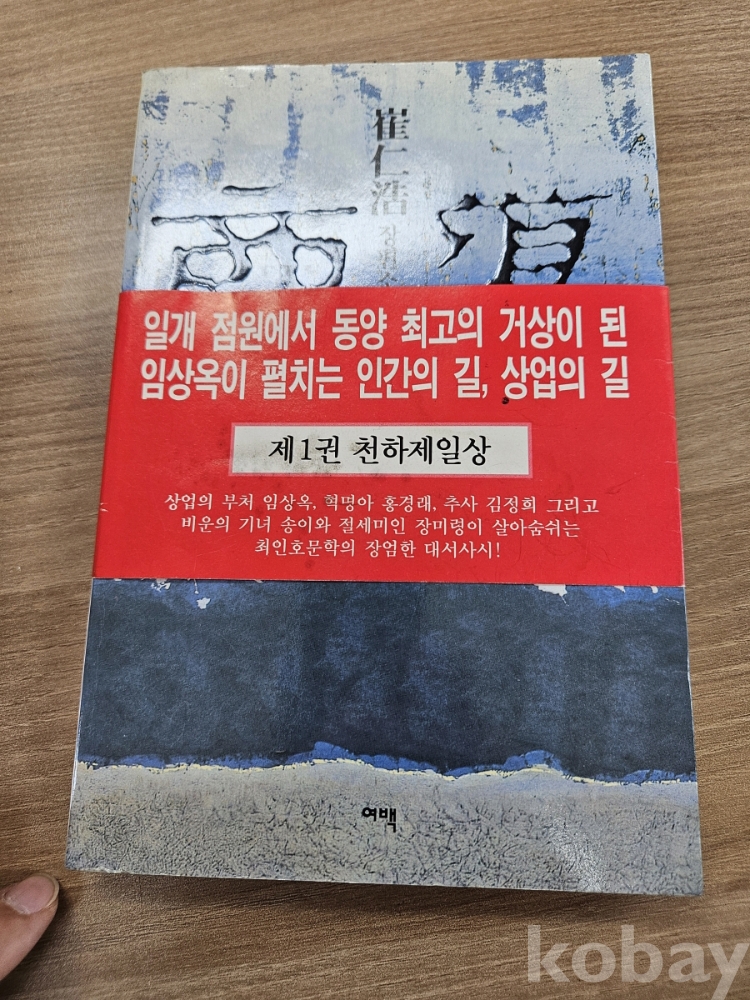 崔仁浩 장편소
商道
일개 점원에서 동양 최고의 거상이 된
임상옥이 펼치는 인간의 길, 상업의 길
제1권 천하제일상
상업의 부처 임상옥, 혁명아 홍경래, 추사 김정희 그리고
비운의 기녀 송이와 절세미인 장미령이 살아숨쉬는
최인호문학의 장엄한 대서사시!
여백
kobay